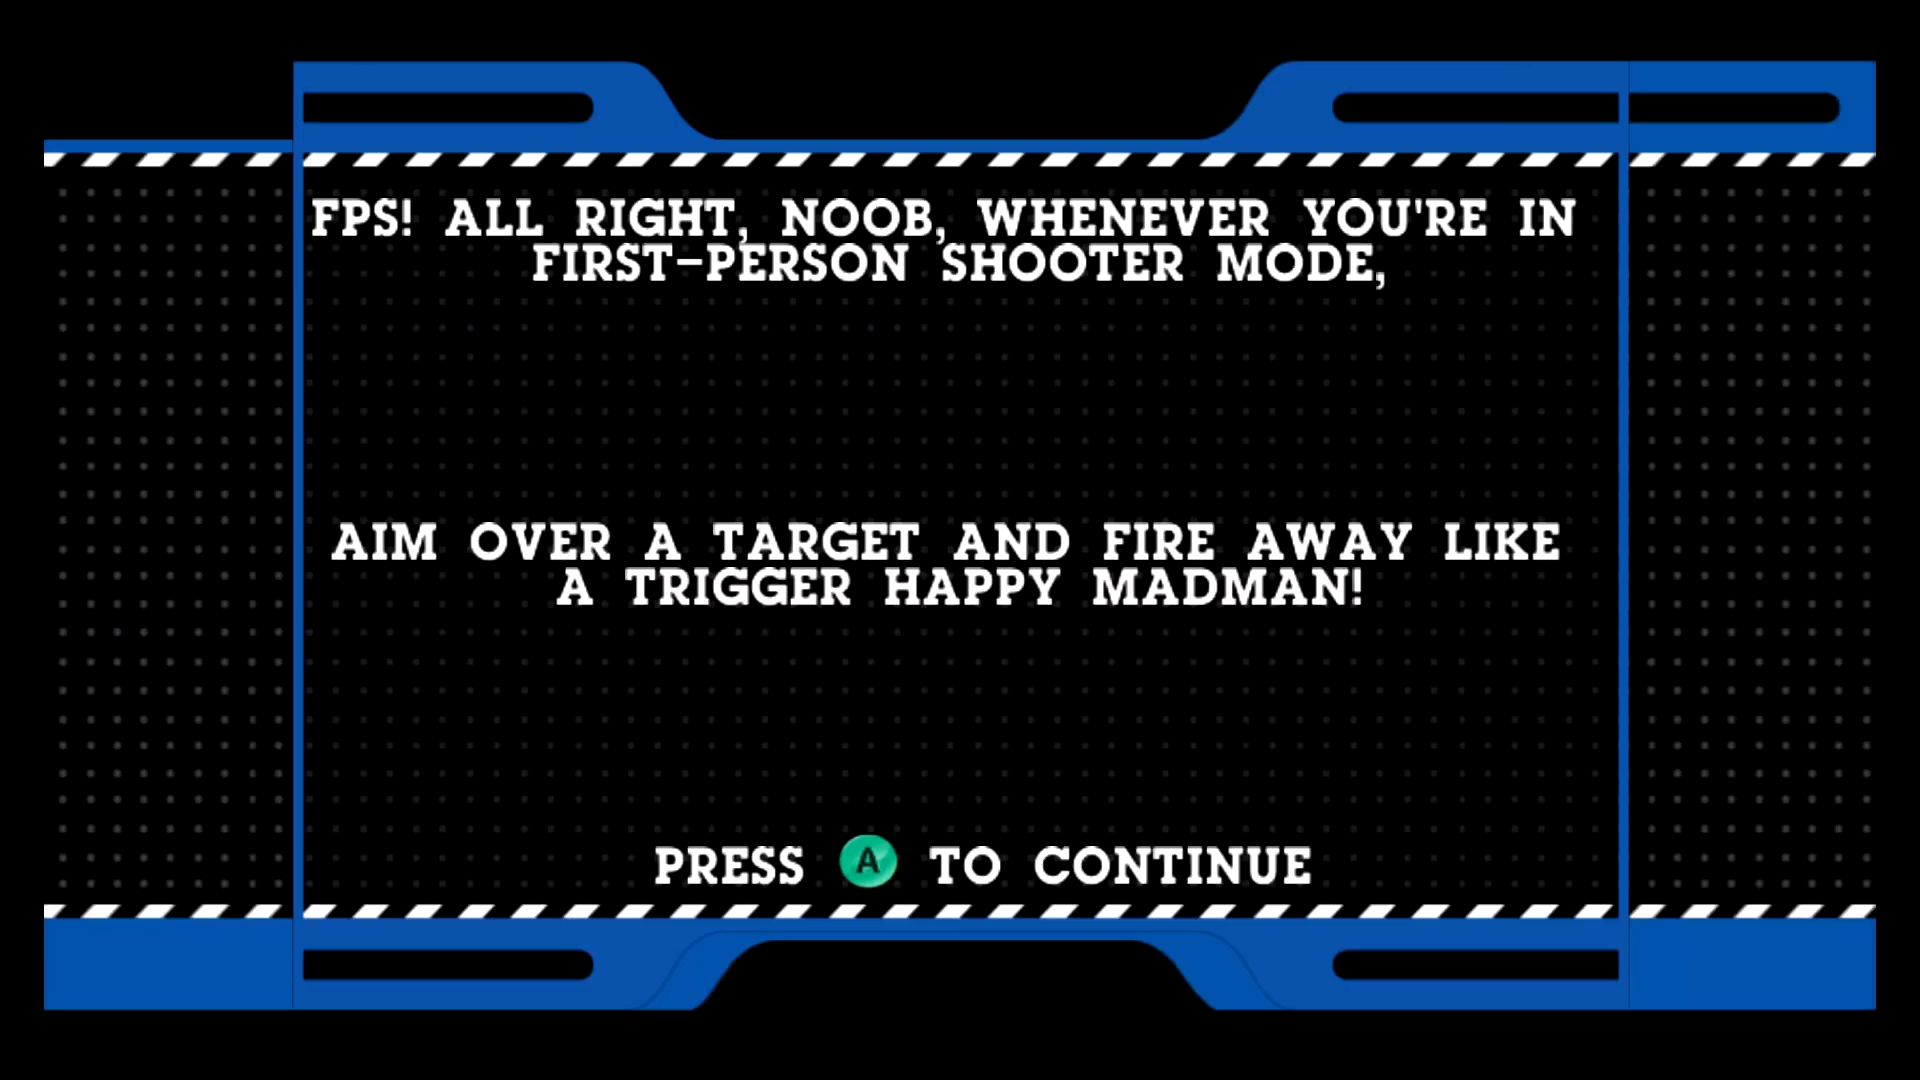 FPS! ALL RIGHT, NOOB, WHENEVER YOU'RE IN
FIRST-PERSON SHOOTER MODE,
AIM OVER A TARGET AND FIRE AWAY LIKE
A TRIGGER HAPPY MADMAN!
PRESS A TO CONTINUE